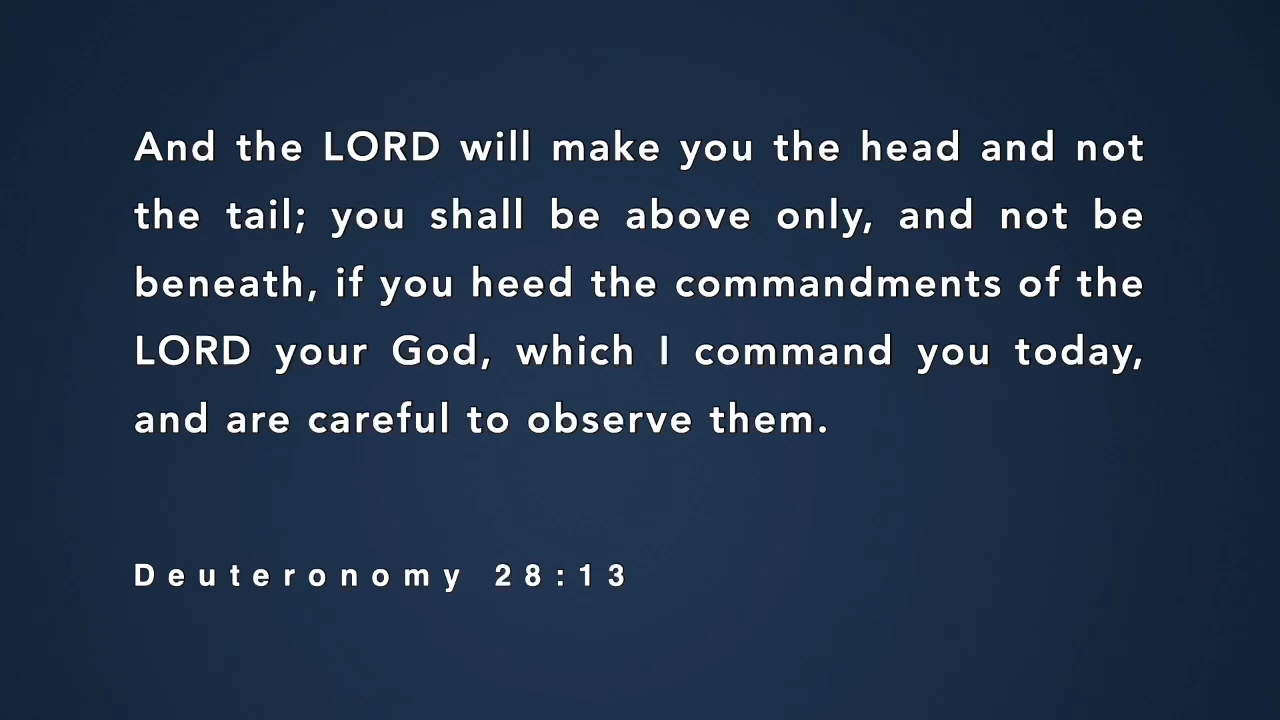 And the LORD will make you the head and not
the tail; you shall be above only, and not be
beneath, if you heed the commandments of the
LORD your God, which I command you today,
and are careful to observe them.
Deuteronomy 28:13